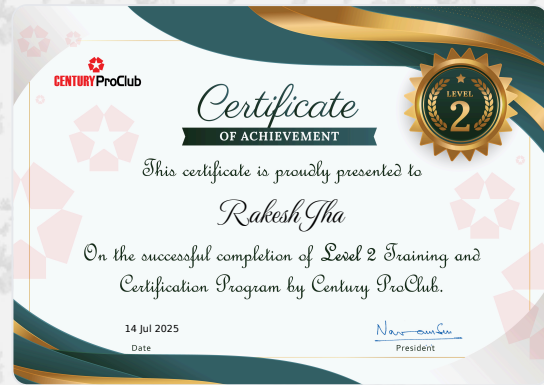 CENTURY ProClub
LEVEL
2
Certificate
OF ACHIEVEMENT
This certificate is proudly presented to
Rakesh Jha
On the successful completion of Level 2 Training and
Certification Program by Century ProClub.
14 Jul 2025
Date
President